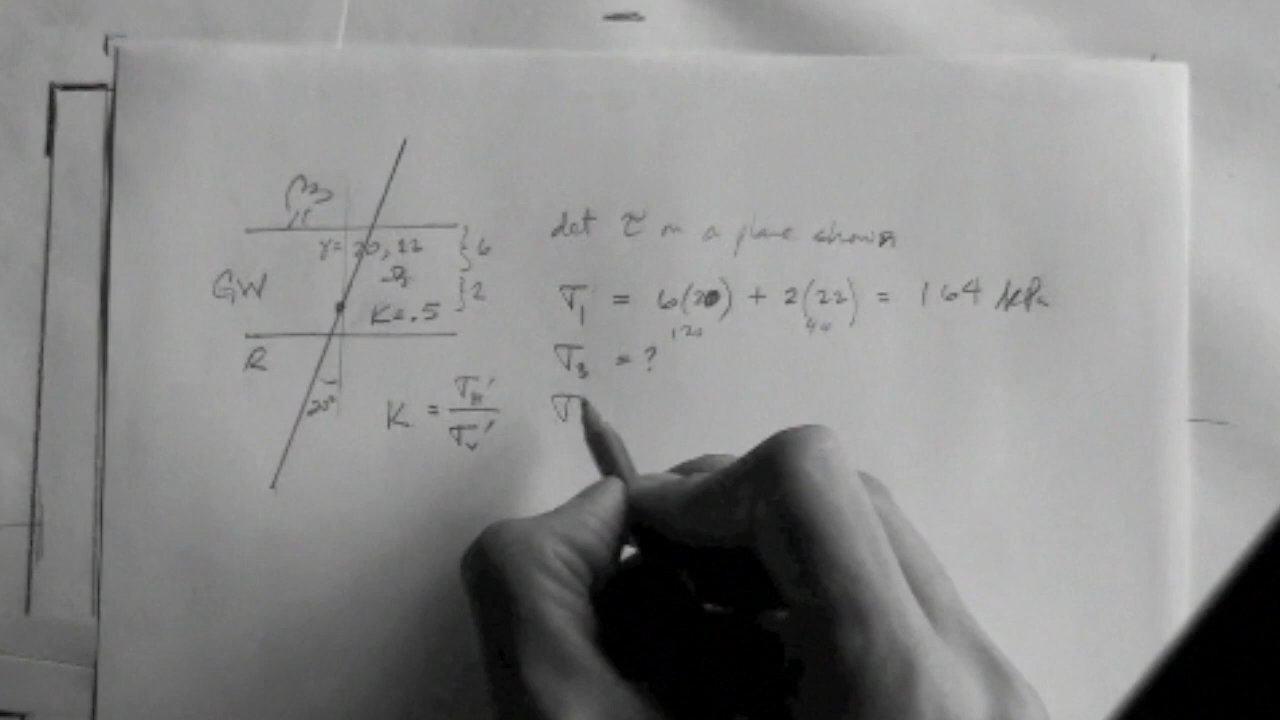 γ= 20, 22
}6
GW
}2
K=.5
R
20°
K = σH'/σv'
det τ on a plane shown
σ1 = 6(20) + 2(22) = 164 kPa
120 44
σ3 = ?
σ